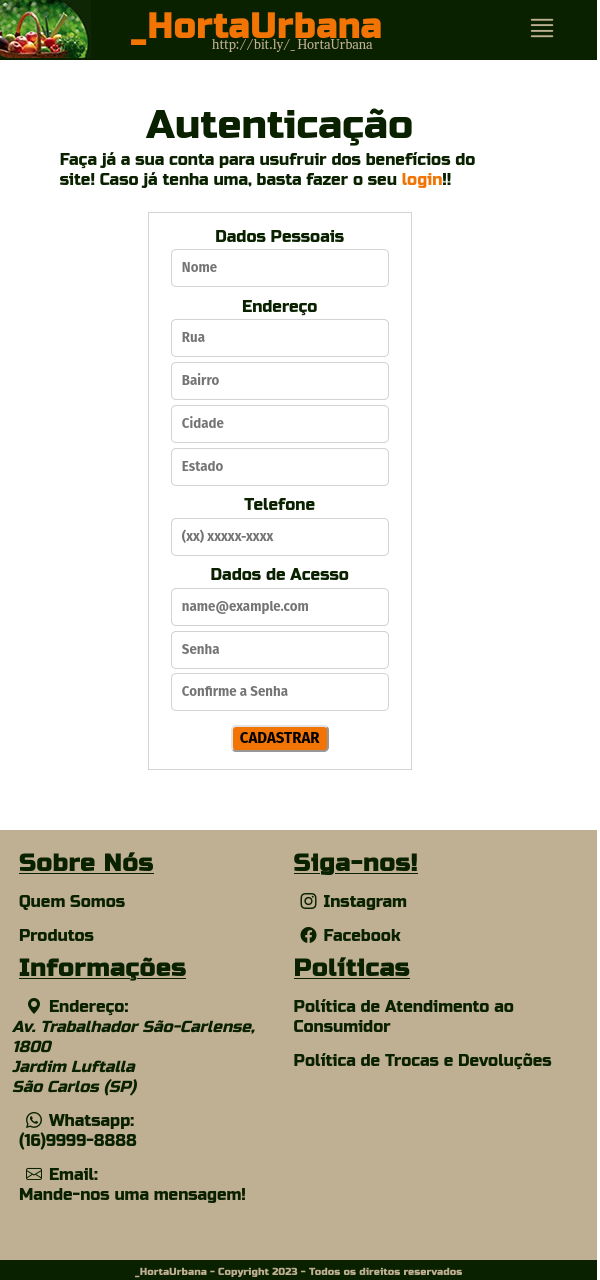 _HortaUrbana
http://bit.ly/_HortaUrbana
Autenticação
Faça já a sua conta para usufruir dos benefícios do
site! Caso já tenha uma, basta fazer o seu login!!
Dados Pessoais
Nome
Endereço
Rua
Bairro
Cidade
Estado
Telefone
(xx) xxxxx-xxxx
Dados de Acesso
name@example.com
Senha
Confirme a Senha
CADASTRAR
Sobre Nós
Quem Somos
Produtos
Siga-nos!
Instagram
Facebook
Informações
Endereço:
Av. Trabalhador São-Carlense,
1800
Jardim Luftalla
São Carlos (SP)
Whatsapp:
(16)9999-8888
Email:
Mande-nos uma mensagem!
Políticas
Política de Atendimento ao
Consumidor
Política de Trocas e Devoluções
_HortaUrbana - Copyright 2023 - Todos os direitos reservados